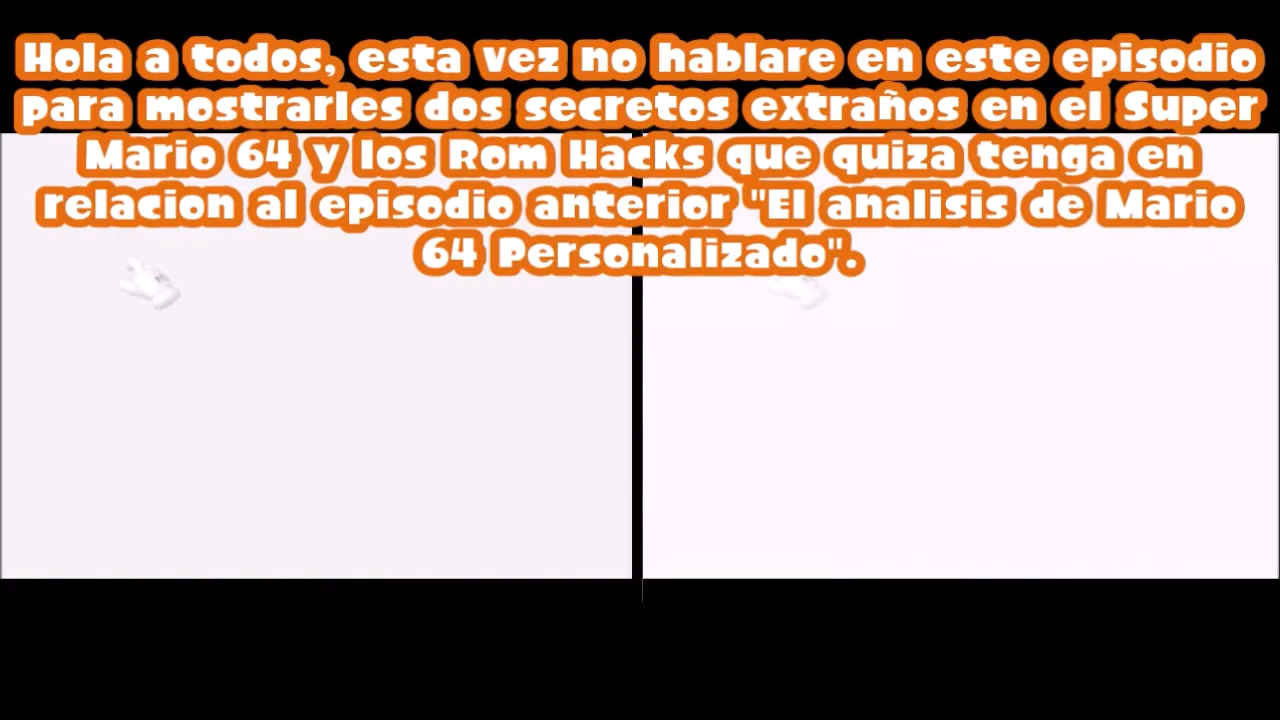 Hola a todos, esta vez no hablare en este episodio
para mostrarles dos secretos extraños en el Super
Mario 64 y los Rom Hacks que quiza tenga en
relacion al episodio anterior "El analisis de Mario
64 Personalizado".